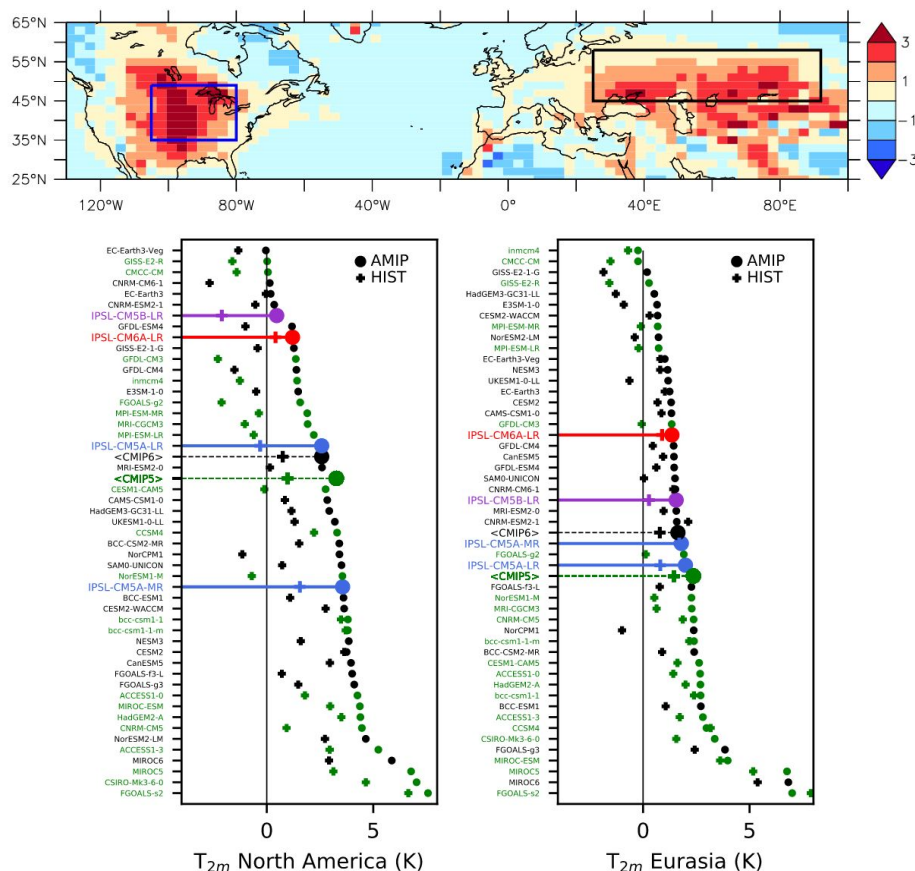 65°N
55°N
45°N
35°N
25°N
120°W
80°W
40°W
0°
40°E
80°E
3
1
−1
−3
EC-Earth3-Veg
GISS-E2-R
CMCC-CM
CNRM-CM6-1
EC-Earth3
CNRM-ESM2-1
IPSL-CM5B-LR
GFDL-ESM4
IPSL-CM6A-LR
GISS-E2-1-G
GFDL-CM3
GFDL-CM4
inmcm4
E3SM-1-0
FGOALS-g2
MPI-ESM-MR
MRI-CGCM3
MPI-ESM-LR
IPSL-CM5A-LR
<CMIP6>
MRI-ESM2-0
<CMIP5>
CESM1-CAM5
CAMS-CSM1-0
HadGEM3-GC31-LL
UKESM1-0-LL
CCSM4
BCC-CSM2-MR
NorCPM1
SAM0-UNICON
NorESM1-M
IPSL-CM5A-MR
BCC-ESM1
CESM2-WACCM
bcc-csm1-1
bcc-csm1-1-m
NESM3
CESM2
CanESM5
FGOALS-f3-L
FGOALS-g3
ACCESS1-0
MIROC-ESM
HadGEM2-A
CNRM-CM5
NorESM2-LM
ACCESS1-3
MIROC6
MIROC5
CSIRO-Mk3-6-0
FGOALS-s2
AMIP
HIST
0
5
T2m North America (K)
inmcm4
CMCC-CM
GISS-E2-1-G
GISS-E2-R
HadGEM3-GC31-LL
E3SM-1-0
CESM2-WACCM
MPI-ESM-MR
NorESM2-LM
MPI-ESM-LR
EC-Earth3-Veg
NESM3
UKESM1-0-LL
EC-Earth3
CESM2
CAMS-CSM1-0
GFDL-CM3
IPSL-CM6A-LR
GFDL-CM4
CanESM5
GFDL-ESM4
SAM0-UNICON
CNRM-CM6-1
IPSL-CM5B-LR
MRI-ESM2-0
CNRM-ESM2-1
<CMIP6>
IPSL-CM5A-MR
FGOALS-g2
IPSL-CM5A-LR
<CMIP5>
FGOALS-f3-L
NorESM1-M
MRI-CGCM3
CNRM-CM5
NorCPM1
bcc-csm1-1-m
BCC-CSM2-MR
CESM1-CAM5
ACCESS1-0
HadGEM2-A
bcc-csm1-1
BCC-ESM1
ACCESS1-3
CCSM4
CSIRO-Mk3-6-0
FGOALS-g3
MIROC-ESM
MIROC5
MIROC6
FGOALS-s2
AMIP
HIST
0
5
T2m Eurasia (K)